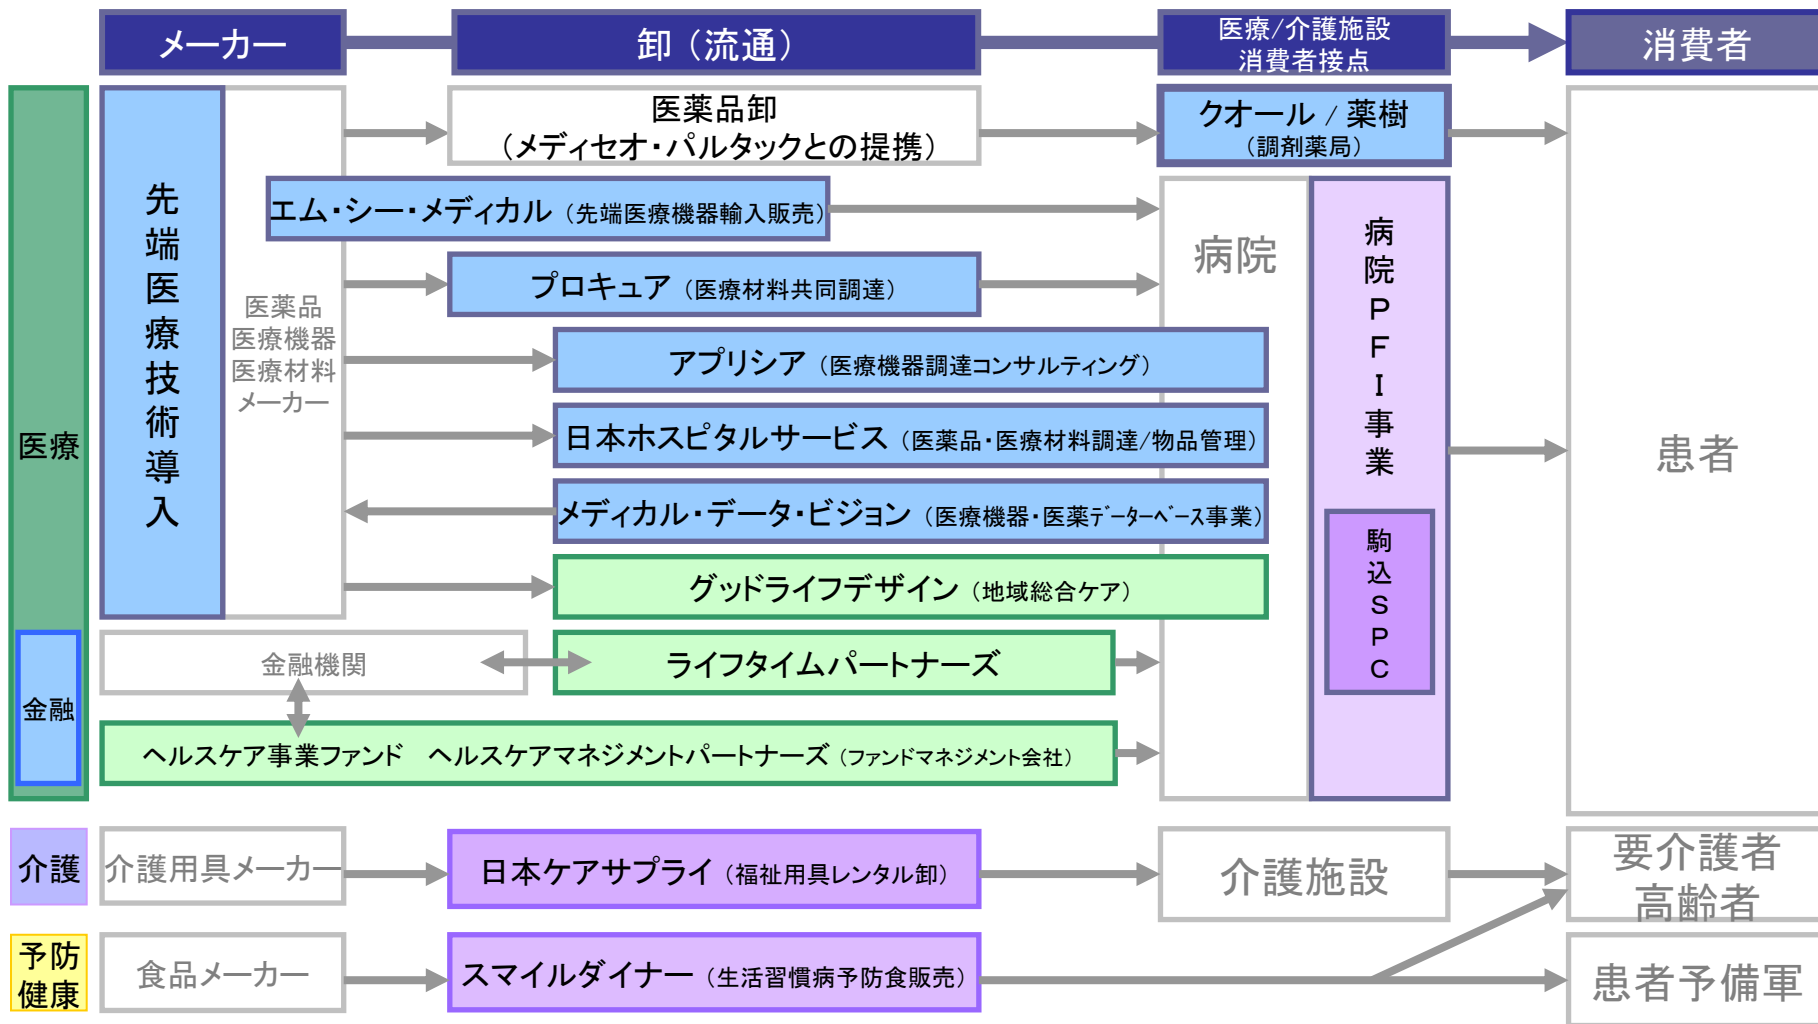 メーカー
卸（流通）
医療/介護施設
消費者接点
消費者
医療
先端医療技術導入
医薬品
医療機器
医療材料
メーカー
医薬品卸
（メディセオ・パルタックとの提携）
クオール / 薬樹
（調剤薬局）
エム・シー・メディカル（先端医療機器輸入販売）
プロキュア（医療材料共同調達）
アプリシア（医療機器調達コンサルティング）
日本ホスピタルサービス（医薬品・医療材料調達/物品管理）
メディカル・データ・ビジョン（医療機器・医薬ﾃﾞｰﾀｰﾍﾞｰｽ事業）
グッドライフデザイン（地域総合ケア）
病院
病院PFI事業
駒込SPC
患者
金融
金融機関
ライフタイムパートナーズ
ヘルスケア事業ファンド　ヘルスケアマネジメントパートナーズ（ファンドマネジメント会社）
介護
介護用具メーカー
日本ケアサプライ（福祉用具レンタル卸）
介護施設
要介護者
高齢者
予防
健康
食品メーカー
スマイルダイナー（生活習慣病予防食販売）
患者予備軍